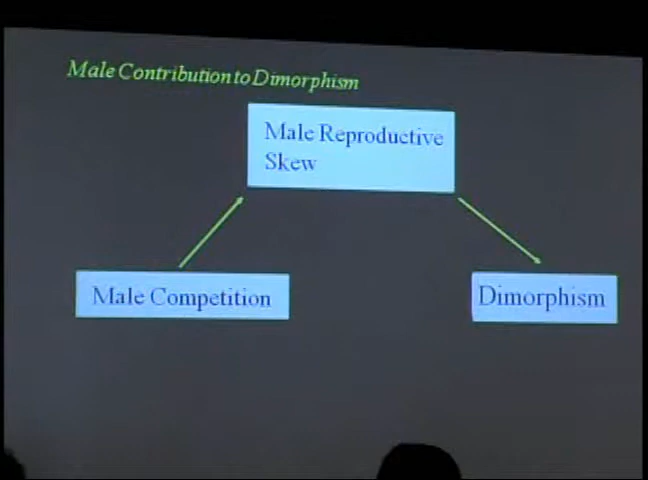 Male Contribution to Dimorphism
Male Reproductive
Skew
Male Competition
Dimorphism